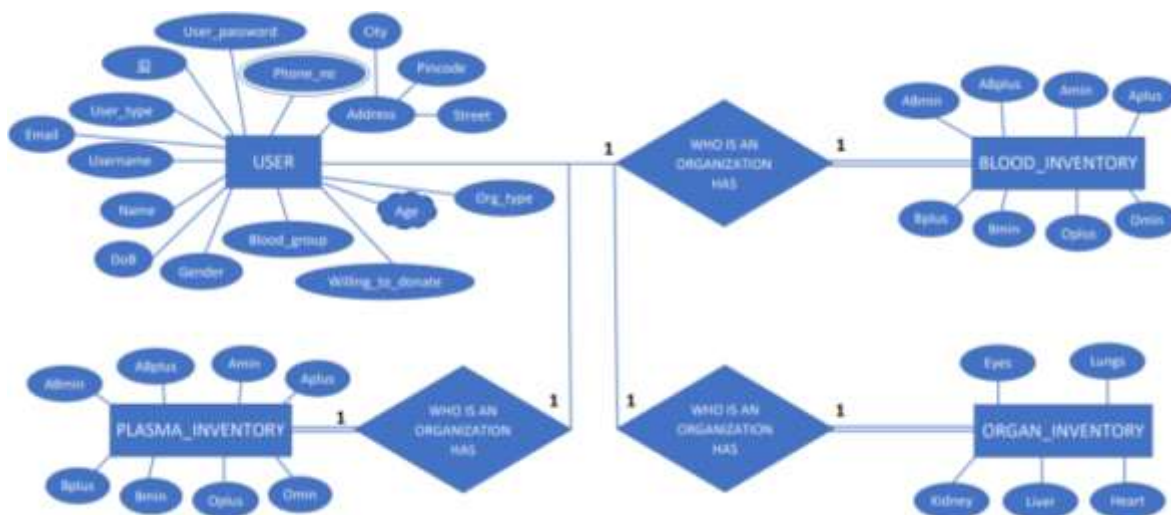 User_password
City
ID
Phone_no
Pincode
User_type
Address
Street
Email
Username
USER
Name
Age
Org_type
DoB
Gender
Blood_group
Willing_to_donate
1
WHO IS AN
ORGANIZATION
HAS
1
ABmin
ABplus
Amin
Aplus
BLOOD_INVENTORY
Bplus
Bmin
Oplus
Omin
ABmin
ABplus
Amin
Aplus
PLASMA_INVENTORY
Bplus
Bmin
Oplus
Omin
1
WHO IS AN
ORGANIZATION
HAS
1
1
WHO IS AN
ORGANIZATION
HAS
1
Eyes
Lungs
ORGAN_INVENTORY
Kidney
Liver
Heart